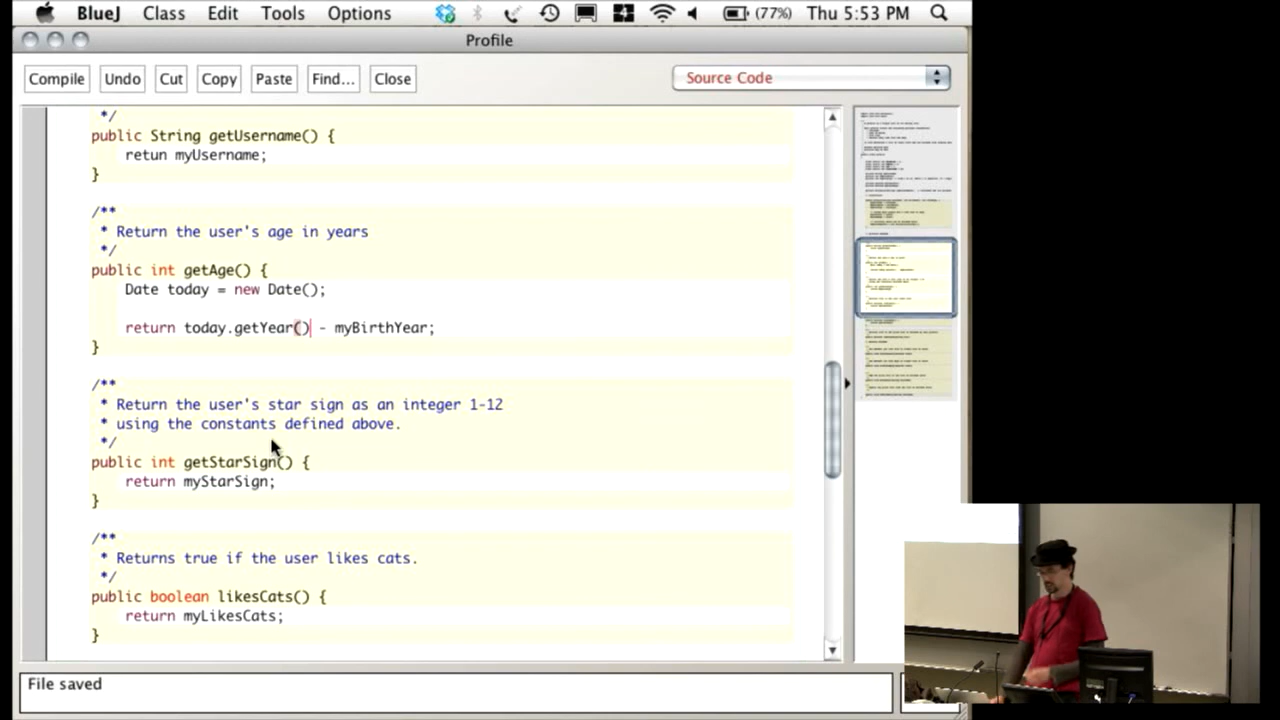 BlueJ Class Edit Tools Options 4 (77%) Thu 5:53 PM
Profile
Compile Undo Cut Copy Paste Find... Close Source Code
*/
public String getUsername() {
retun myUsername;
}
/**
* Return the user's age in years
*/
public int getAge() {
Date today = new Date();
return today.getYear() - myBirthYear;
}
/**
* Return the user's star sign as an integer 1-12
* using the constants defined above.
*/
public int getStarSign() {
return myStarSign;
}
/**
* Returns true if the user likes cats.
*/
public boolean likesCats() {
return myLikesCats;
}
File saved